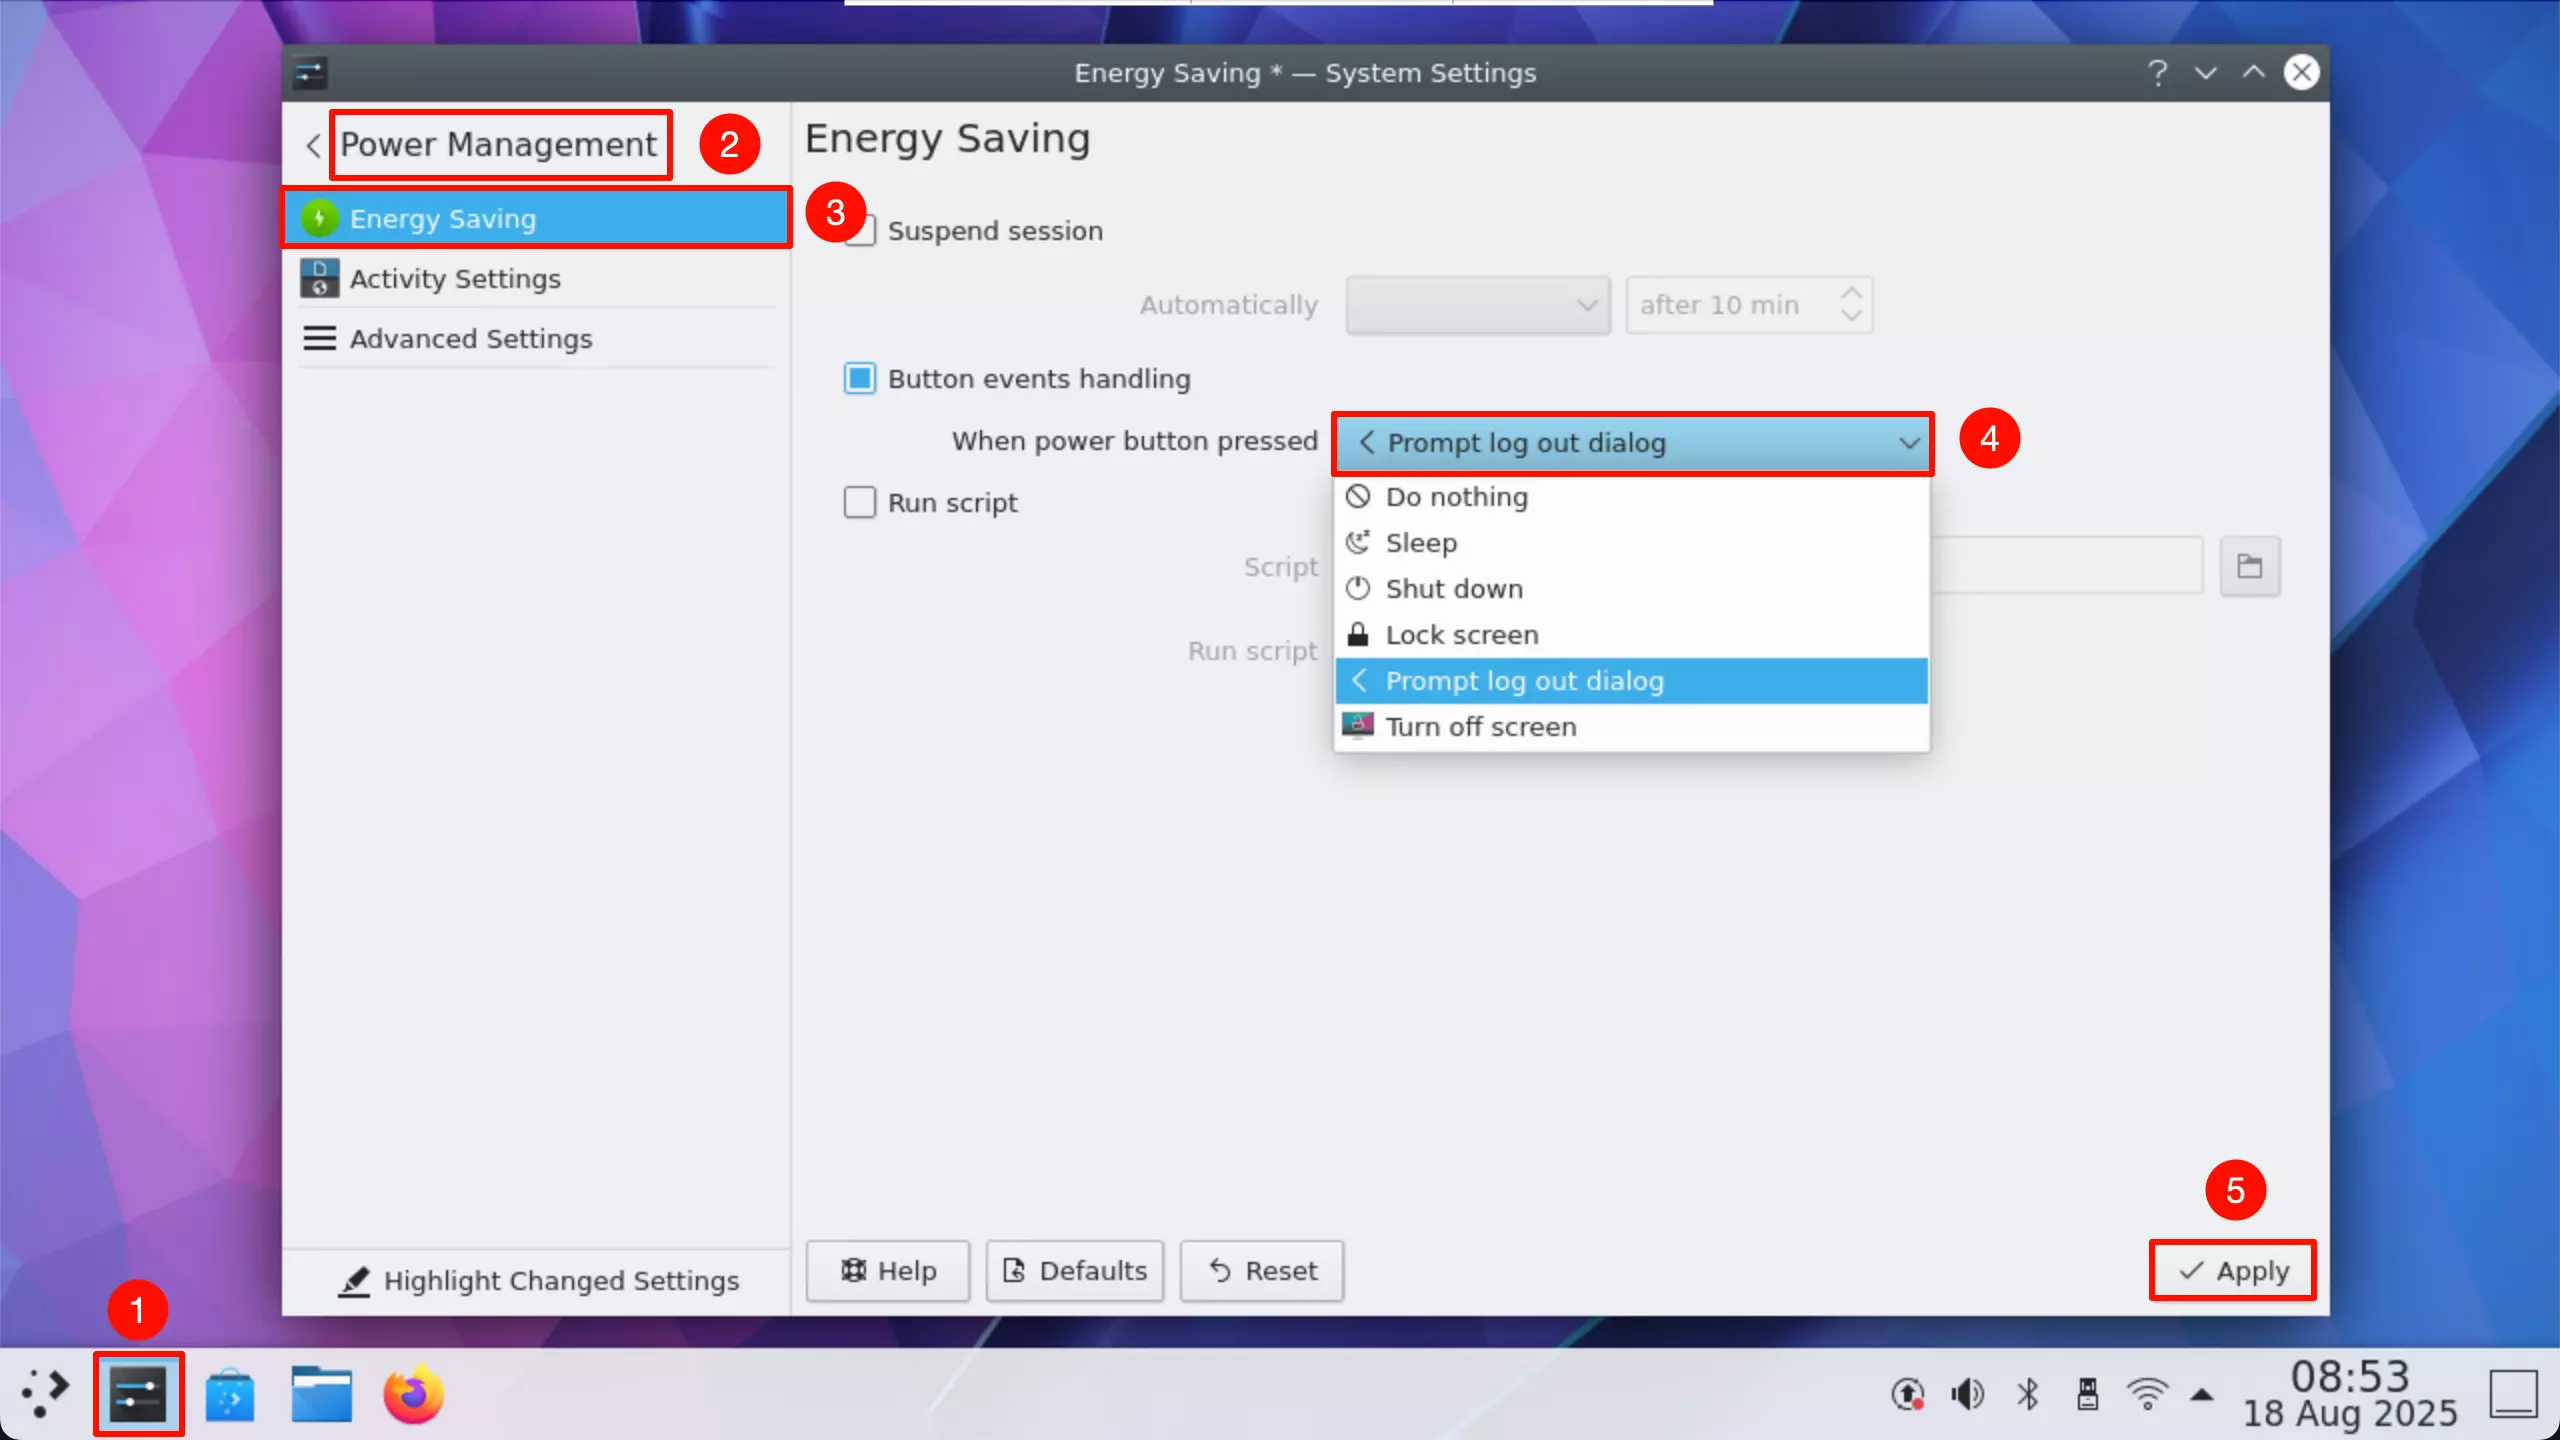 Energy Saving * — System Settings
Power Management
2
Energy Saving
3
Activity Settings
Advanced Settings
Highlight Changed Settings
Energy Saving
Suspend session
Automatically
after 10 min
Button events handling
When power button pressed
Prompt log out dialog
4
Do nothing
Sleep
Shut down
Lock screen
Prompt log out dialog
Turn off screen
Run script
Script
Run script
Help
Defaults
Reset
5
Apply
1
08:53
18 Aug 2025